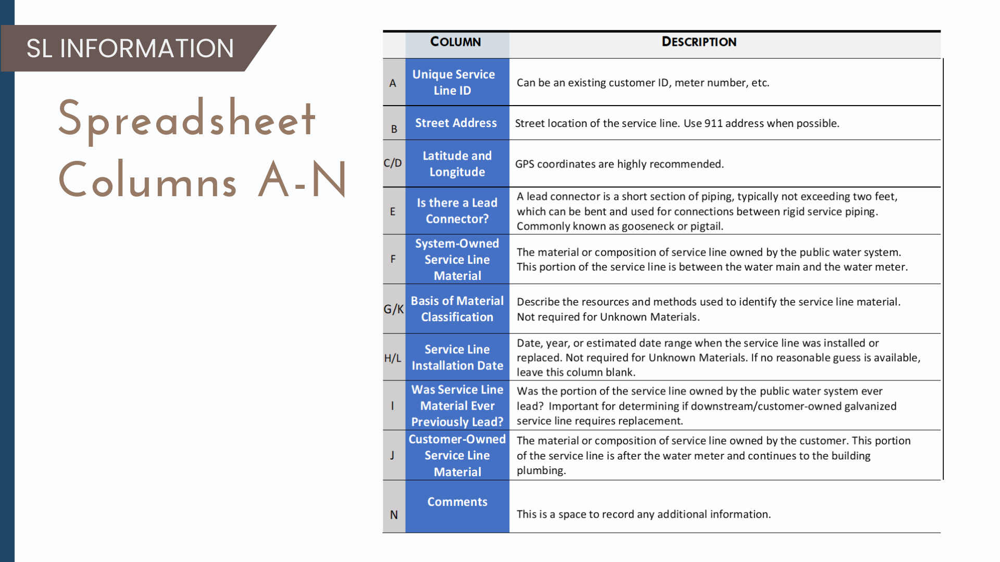 SL INFORMATION
Spreadsheet
Columns A-N
COLUMN DESCRIPTION
A
Unique Service
Line ID
Can be an existing customer ID, meter number, etc.
B
Street Address
Street location of the service line. Use 911 address when possible.
C/D
Latitude and
Longitude
GPS coordinates are highly recommended.
E
Is there a Lead
Connector?
A lead connector is a short section of piping, typically not exceeding two feet,
which can be bent and used for connections between rigid service piping.
Commonly known as gooseneck or pigtail.
F
System-Owned
Service Line
Material
The material or composition of service line owned by the public water system.
This portion of the service line is between the water main and the water meter.
G/K
Basis of Material
Classification
Describe the resources and methods used to identify the service line material.
Not required for Unknown Materials.
H/L
Service Line
Installation Date
Date, year, or estimated date range when the service line was installed or
replaced. Not required for Unknown Materials. If no reasonable guess is available,
leave this column blank.
I
Was Service Line
Material Ever
Previously Lead?
Was the portion of the service line owned by the public water system ever
lead? Important for determining if downstream/customer-owned galvanized
service line requires replacement.
J
Customer-Owned
Service Line
Material
The material or composition of service line owned by the customer. This portion
of the service line is after the water meter and continues to the building
plumbing.
N
Comments
This is a space to record any additional information.